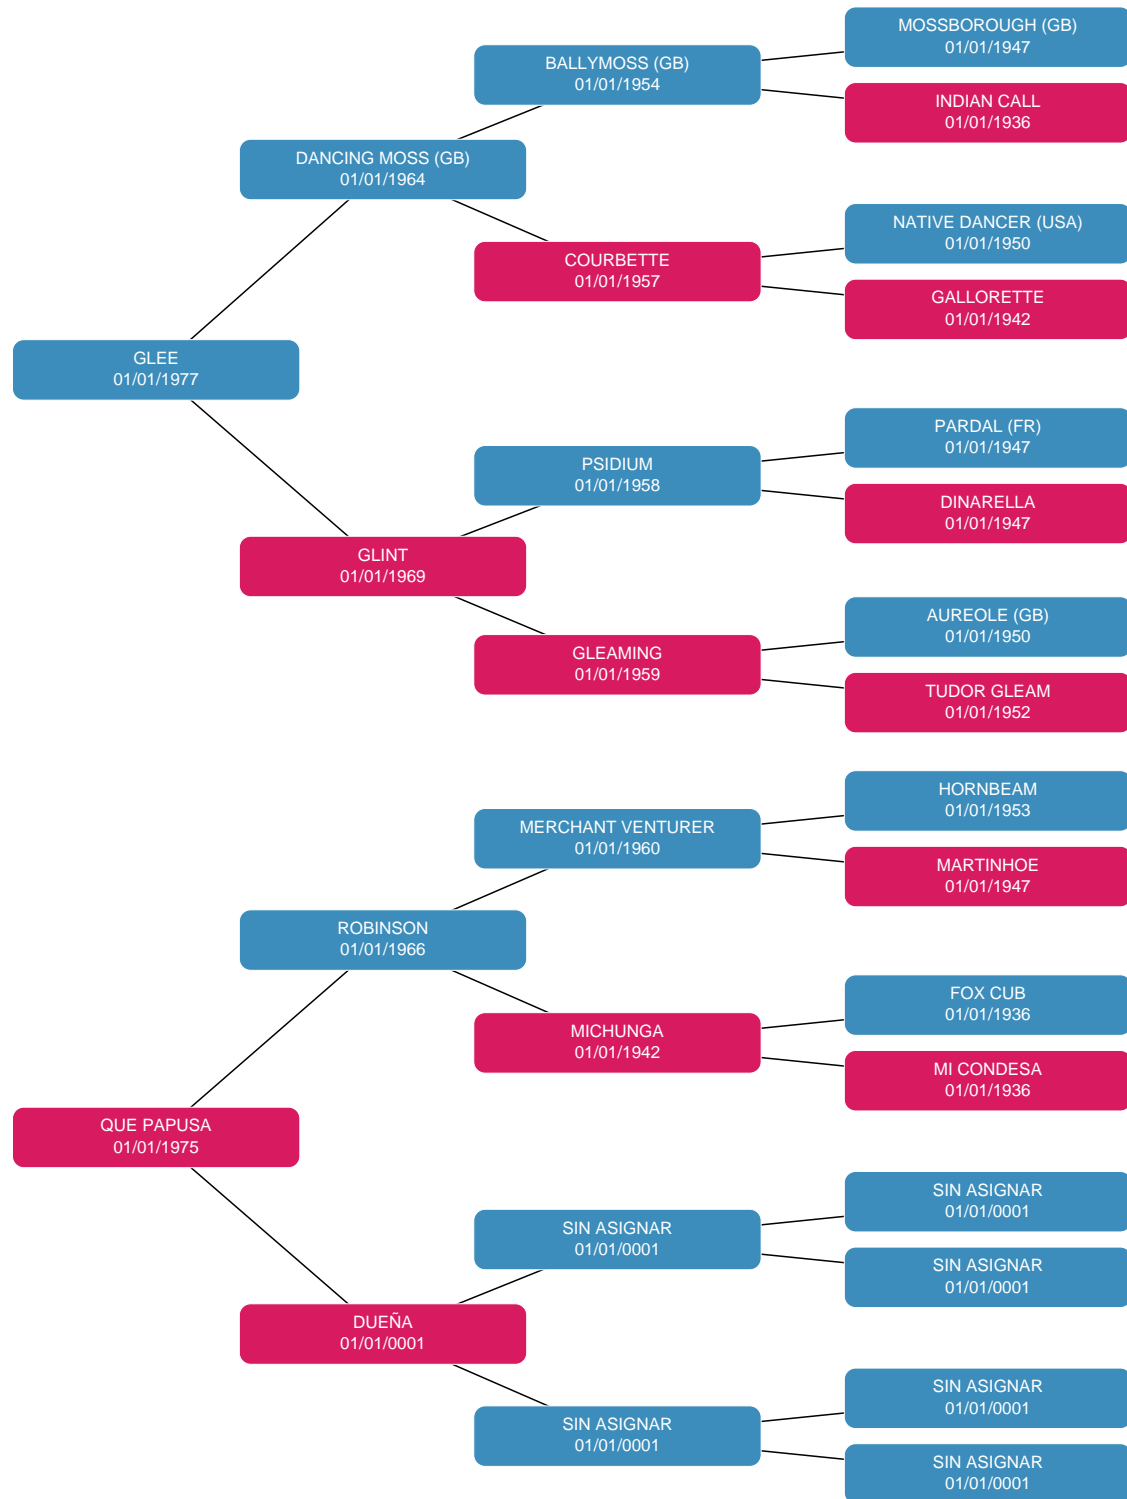 MOSSBOROUGH (GB)
01/01/1947
BALLYMOSS (GB)
01/01/1954
INDIAN CALL
01/01/1936
DANCING MOSS (GB)
01/01/1964
NATIVE DANCER (USA)
01/01/1950
COURBETTE
01/01/1957
GALLORETTE
01/01/1942
GLEE
01/01/1977
PARDAL (FR)
01/01/1947
PSIDIUM
01/01/1958
DINARELLA
01/01/1947
GLINT
01/01/1969
AUREOLE (GB)
01/01/1950
GLEAMING
01/01/1959
TUDOR GLEAM
01/01/1952
HORNBEAM
01/01/1953
MERCHANT VENTURER
01/01/1960
MARTINHOE
01/01/1947
ROBINSON
01/01/1966
FOX CUB
01/01/1936
MICHUNGA
01/01/1942
MI CONDESA
01/01/1936
QUE PAPUSA
01/01/1975
SIN ASIGNAR
01/01/0001
SIN ASIGNAR
01/01/0001
SIN ASIGNAR
01/01/0001
DUEÑA
01/01/0001
SIN ASIGNAR
01/01/0001
SIN ASIGNAR
01/01/0001
SIN ASIGNAR
01/01/0001